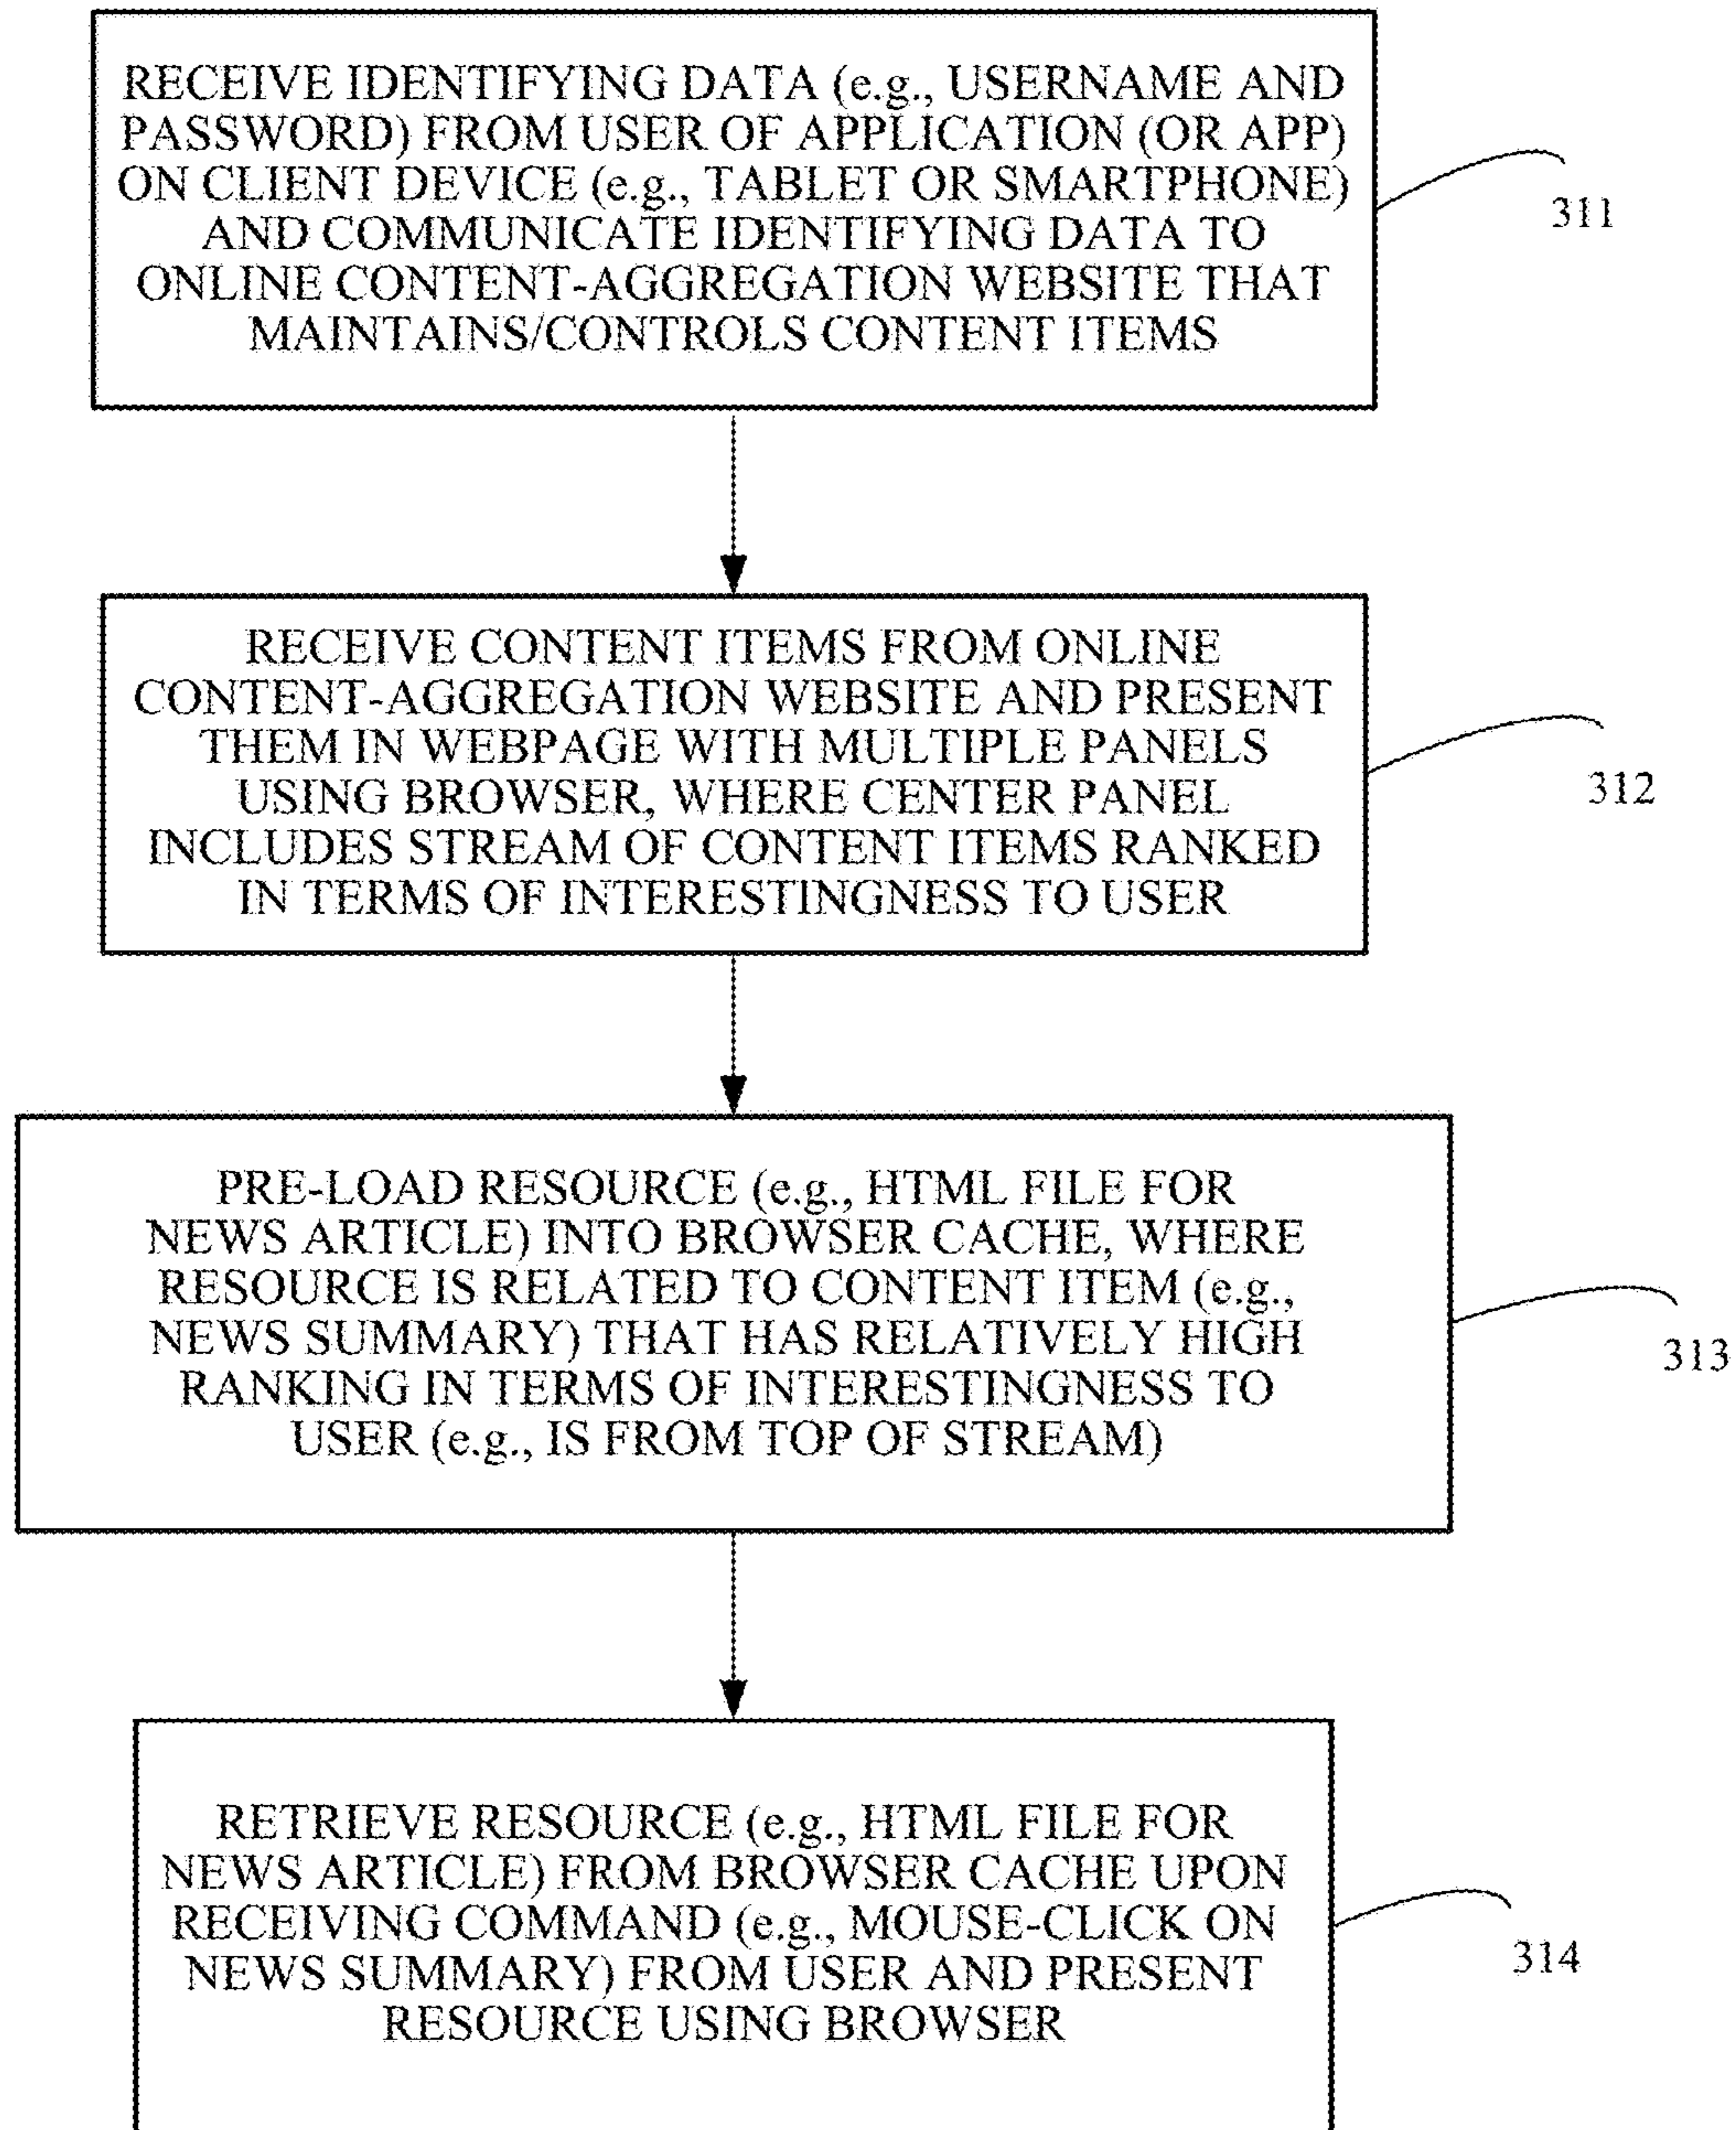 RECEIVE IDENTIFYING DATA (e.g., USERNAME AND
PASSWORD) FROM USER OF APPLICATION (OR APP)
ON CLIENT DEVICE (e.g., TABLET OR SMARTPHONE)
AND COMMUNICATE IDENTIFYING DATA TO
ONLINE CONTENT-AGGREGATION WEBSITE THAT
MAINTAINS/CONTROLS CONTENT ITEMS
311
RECEIVE CONTENT ITEMS FROM ONLINE
CONTENT-AGGREGATION WEBSITE AND PRESENT
THEM IN WEBPAGE WITH MULTIPLE PANELS
USING BROWSER, WHERE CENTER PANEL
INCLUDES STREAM OF CONTENT ITEMS RANKED
IN TERMS OF INTERESTINGNESS TO USER
312
PRE-LOAD RESOURCE (e.g., HTML FILE FOR
NEWS ARTICLE) INTO BROWSER CACHE, WHERE
RESOURCE IS RELATED TO CONTENT ITEM (e.g.,
NEWS SUMMARY) THAT HAS RELATIVELY HIGH
RANKING IN TERMS OF INTERESTINGNESS TO
USER (e.g., IS FROM TOP OF STREAM)
313
RETRIEVE RESOURCE (e.g., HTML FILE FOR
NEWS ARTICLE) FROM BROWSER CACHE UPON
RECEIVING COMMAND (e.g., MOUSE-CLICK ON
NEWS SUMMARY) FROM USER AND PRESENT
RESOURCE USING BROWSER
314